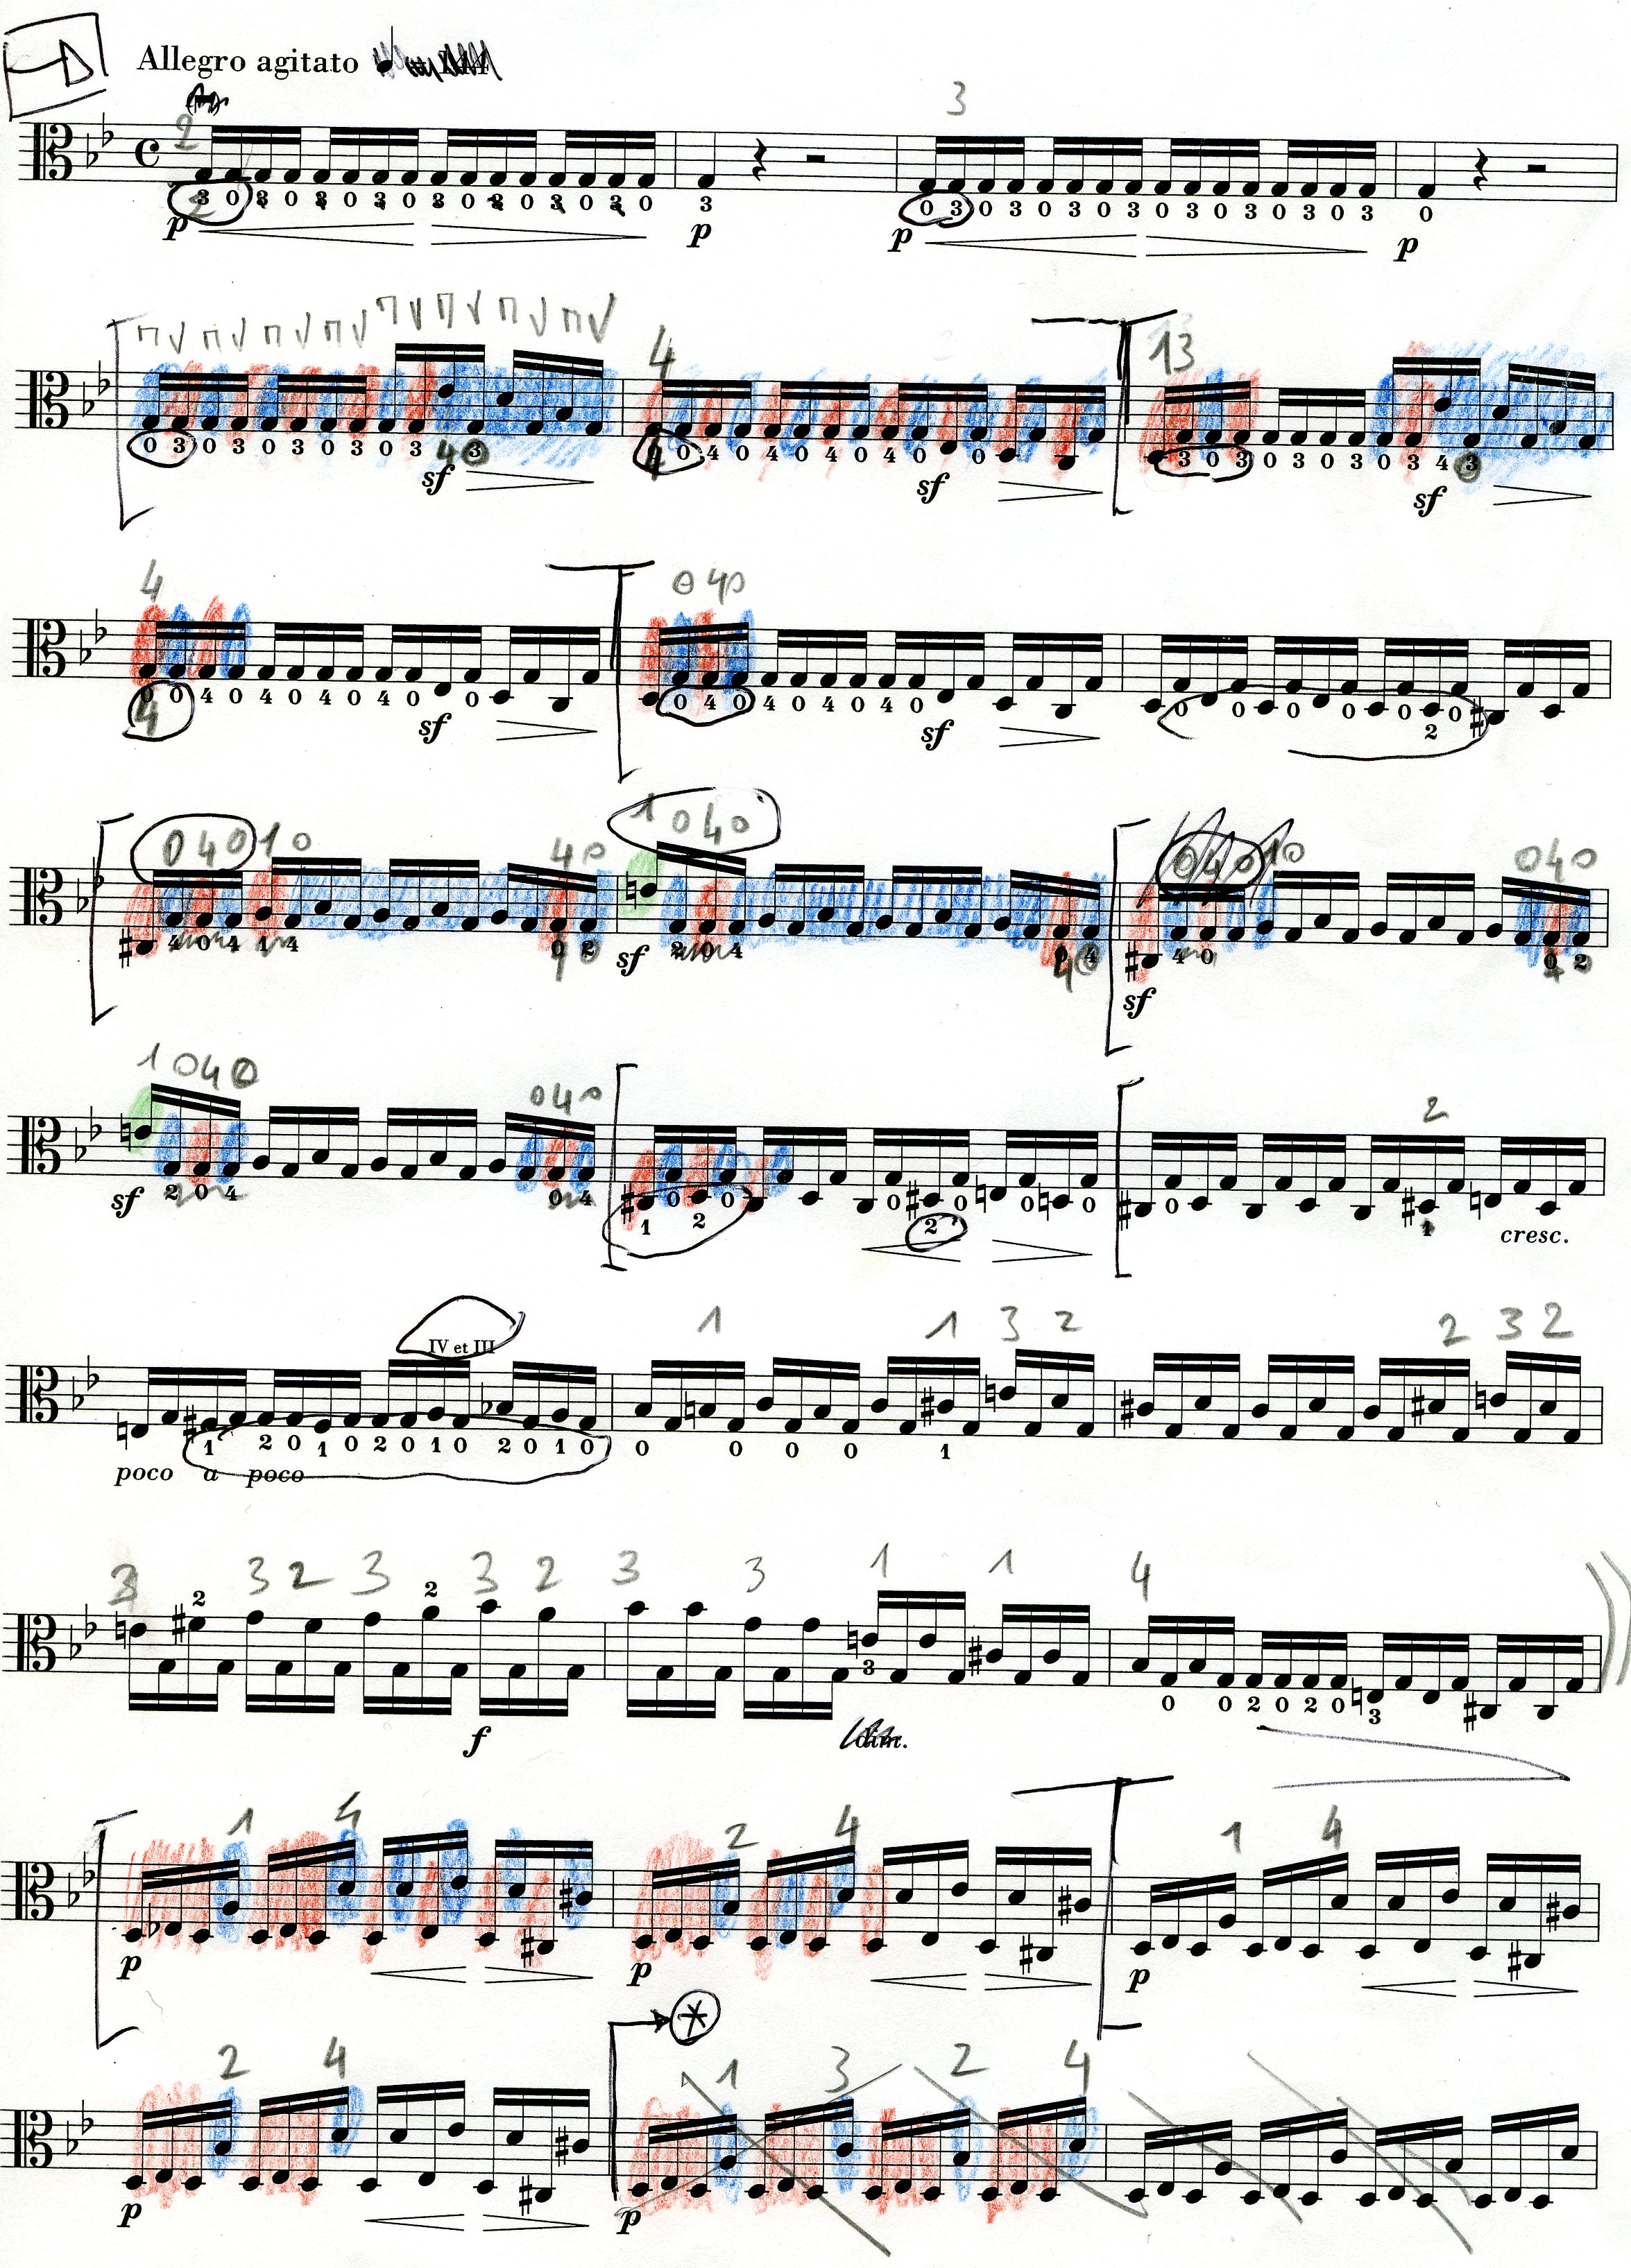 Allegro agitato
2 3
3 0 3 0 3 0 3 0 3 0 2 0 3 0 3 0 3 0 3 0 3 0 3 0 3 0 3 0 3 0 3 0 3 0
p p p p
4 13
0 3 0 3 0 3 0 3 0 3 4 3 0 4 0 4 0 4 0 4 0 0 3 0 3 0 3 0 3 0 3 4 3
sf sf sf
4 0 4 0
0 0 4 0 4 0 4 0 4 0 0 0 4 0 4 0 4 0 4 0 0 0 0 0 0 2 0
sf sf
0 4 0 1 0 4 0 1 0 4 0 0 4 0 1 0 0 4 0
4 0 4 1 4 0 2 2 0 4 0 4 4 0 0 2
sf sf
1 0 4 0 0 4 0 2
2 0 4 0 4 0 0 1 2 0 0 2 0 0 0 1
sf cresc.
IV et III 1 1 3 2 2 3 2
1 2 0 1 0 2 0 1 0 2 0 1 0 0 0 0 0 1
poco a poco
3 2 3 2 3 2 3 2 3 3 1 1 4
3 0 0 2 0 2 0 3
f dim.
1 4 2 4 1 4
p p p
2 4 1 3 2 4
p p